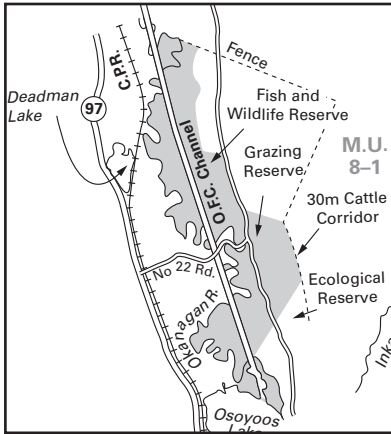 Fence
C.P.R.
Deadman
Lake
97
Fish and
Wildlife Reserve
O.F.C. Channel
Grazing
Reserve
M.U.
8–1
30m Cattle
Corridor
No 22 Rd.
Ecological
Reserve
Okanagan R.
Osoyoos
Lake
Inka